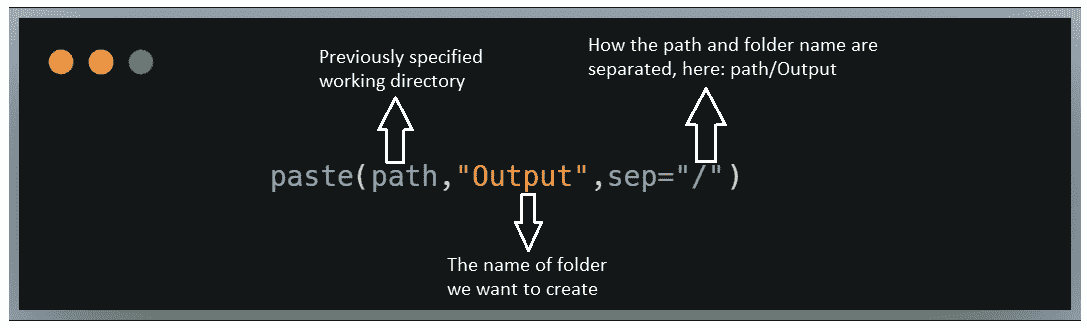 Previously specified
working directory
How the path and folder name are
separated, here: path/Output
paste(path,"Output",sep="/")
The name of folder
we want to create